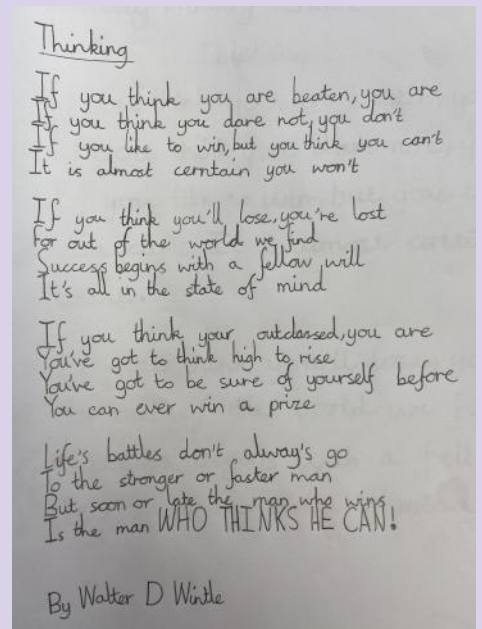 Thinking
If you think you are beaten, you are
If you think you dare not, you don't
If you like to win, but you think you can't
It is almost cerntain you won't
If you think you'll lose, you're lost
For out of the world we find
Success begins with a fellow will
It's all in the state of mind
If you think your outclassed, you are
You've got to think high to rise
You've got to be sure of yourself before
You can ever win a prize
Life's battles don't always's go
To the stronger or faster man
But soon or late the man who wins
Is the man WHO THINKS HE CAN!
By Walter D Wintle